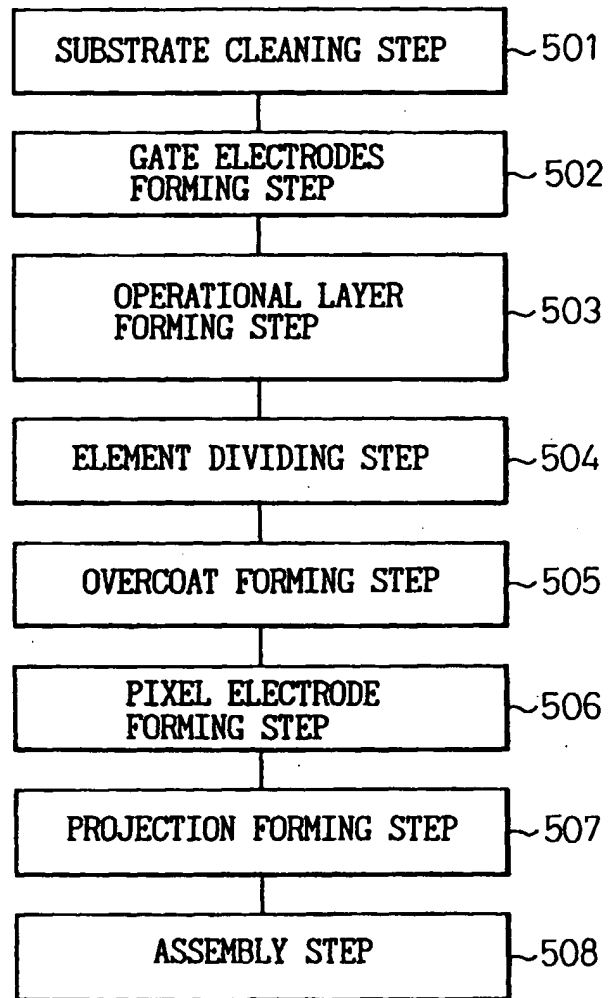 SUBSTRATE CLEANING STEP 501
GATE ELECTRODES
FORMING STEP 502
OPERATIONAL LAYER
FORMING STEP 503
ELEMENT DIVIDING STEP 504
OVERCOAT FORMING STEP 505
PIXEL ELECTRODE
FORMING STEP 506
PROJECTION FORMING STEP 507
ASSEMBLY STEP 508